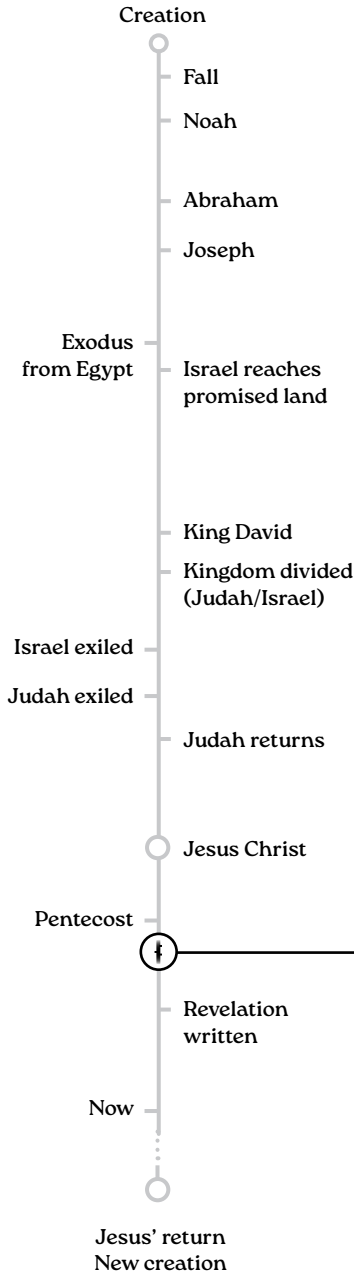 Creation
Fall
Noah
Abraham
Joseph
Exodus
from Egypt
Israel reaches
promised land
King David
Kingdom divided
(Judah/Israel)
Israel exiled
Judah exiled
Judah returns
Jesus Christ
Pentecost
Revelation
written
Now
Jesus’ return
New creation